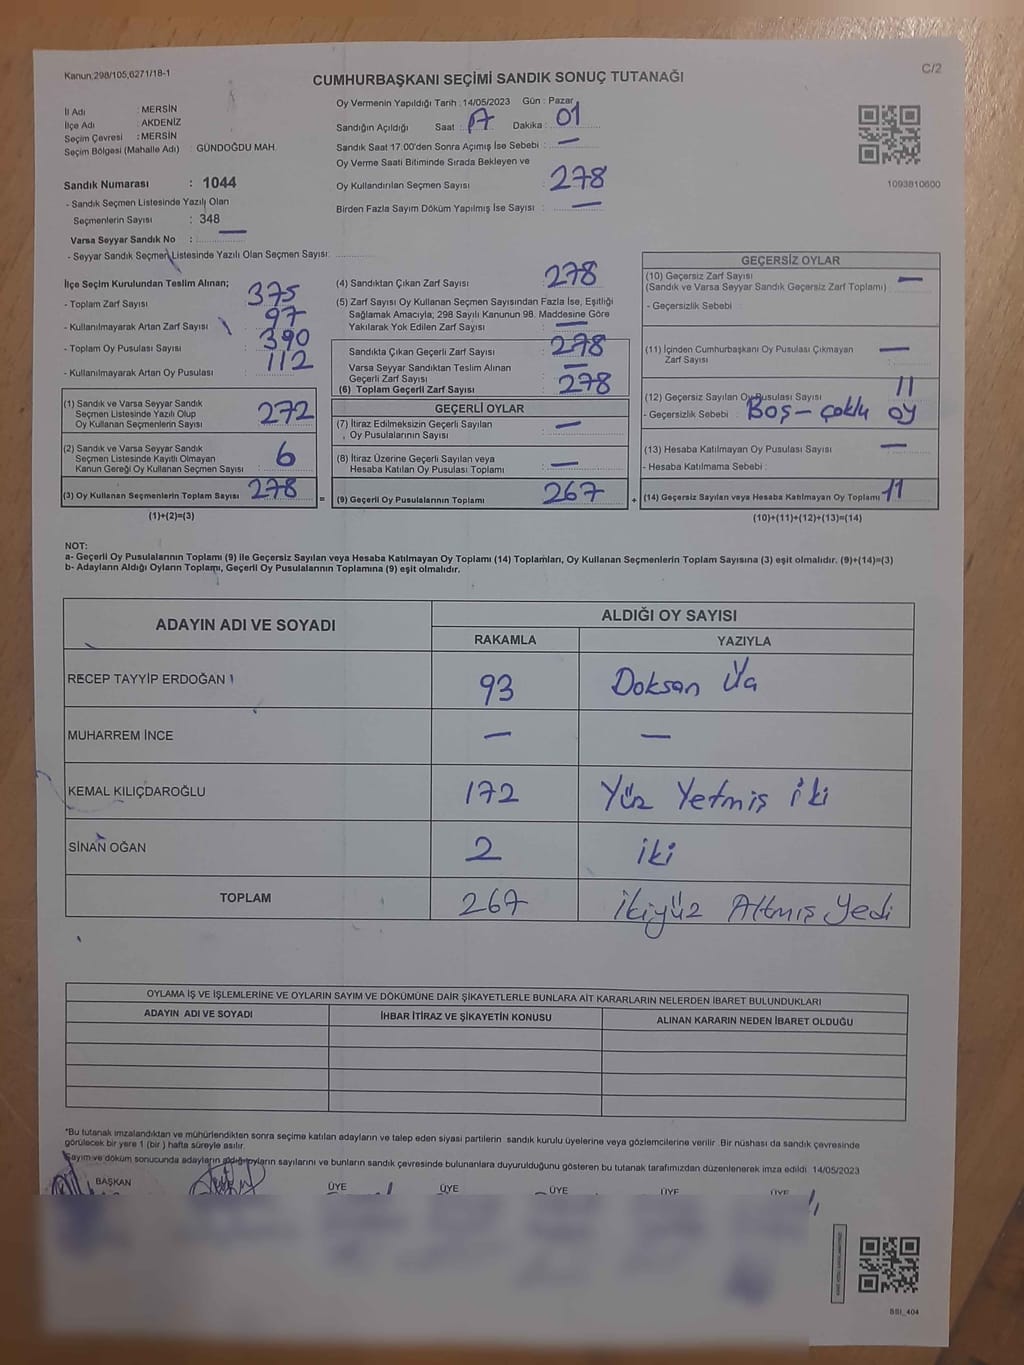 Kanun;298/105,6271/18-1
C/2
CUMHURBAŞKANI SEÇİMİ SANDIK SONUÇ TUTANAĞI
İl Adı : MERSİN
İlçe Adı : AKDENİZ
Seçim Çevresi : MERSİN
Seçim Bölgesi (Mahalle Adı) : GÜNDOĞDU MAH.
Sandık Numarası : 1044
- Sandık Seçmen Listesinde Yazılı Olan
Seçmenlerin Sayısı : 348
Varsa Seyyar Sandık No : —
- Seyyar Sandık Seçmen Listesinde Yazılı Olan Seçmen Sayısı:
Oy Vermenin Yapıldığı Tarih : 14/05/2023 Gün : Pazar
Sandığın Açıldığı Saat : 17 Dakika : 01
Sandık Saat 17:00'den Sonra Açımış İse Sebebi : —
Oy Verme Saati Bitiminde Sırada Bekleyen ve
Oy Kullandırılan Seçmen Sayısı : 278
Birden Fazla Sayım Döküm Yapılmış İse Sayısı : —
1093810600
İlçe Seçim Kurulundan Teslim Alınan;
- Toplam Zarf Sayısı : 375
- Kullanılmayarak Artan Zarf Sayısı : 97
- Toplam Oy Pusulası Sayısı : 390
- Kullanılmayarak Artan Oy Pusulası : 112
(1) Sandık ve Varsa Seyyar Sandık
Seçmen Listesinde Yazılı Olup
Oy Kullanan Seçmenlerin Sayısı : 272
(2) Sandık ve Varsa Seyyar Sandık
Seçmen Listesinde Kayıtlı Olmayan
Kanun Gereği Oy Kullanan Seçmen Sayısı : 6
(3) Oy Kullanan Seçmenlerin Toplam Sayısı : 278
(1)+(2)=(3)
(4) Sandıktan Çıkan Zarf Sayısı : 278
(5) Zarf Sayısı Oy Kullanan Seçmen Sayısından Fazla İse, Eşitliği
Sağlamak Amacıyla; 298 Sayılı Kanunun 98. Maddesine Göre
Yakılarak Yok Edilen Zarf Sayısı : —
Sandıkta Çıkan Geçerli Zarf Sayısı : 278
Varsa Seyyar Sandıktan Teslim Alınan
Geçerli Zarf Sayısı : —
(6) Toplam Geçerli Zarf Sayısı : 278
GEÇERLİ OYLAR
(7) İtiraz Edilmeksizin Geçerli Sayılan
Oy Pusulalarının Sayısı : —
(8) İtiraz Üzerine Geçerli Sayılan veya
Hesaba Katılan Oy Pusulası Toplamı : —
= (9) Geçerli Oy Pusulalarının Toplamı 267
GEÇERSİZ OYLAR
(10) Geçersiz Zarf Sayısı
(Sandık ve Varsa Seyyar Sandık Geçersiz Zarf Toplamı) : —
- Geçersizlik Sebebi :
(11) İçinden Cumhurbaşkanı Oy Pusulası Çıkmayan
Zarf Sayısı : —
(12) Geçersiz Sayılan Oy Pusulası Sayısı : 11
- Geçersizlik Sebebi : Boş – çoklu oy
(13) Hesaba Katılmayan Oy Pusulası Sayısı : —
- Hesaba Katılmama Sebebi :
+ (14) Geçersiz Sayılan veya Hesaba Katılmayan Oy Toplamı : 11
(10)+(11)+(12)+(13)=(14)
NOT:
a- Geçerli Oy Pusulalarının Toplamı (9) ile Geçersiz Sayılan veya Hesaba Katılmayan Oy Toplamı (14) Toplamları, Oy Kullanan Seçmenlerin Toplam Sayısına (3) eşit olmalıdır. (9)+(14)=(3)
b- Adayların Aldığı Oyların Toplamı, Geçerli Oy Pusulalarının Toplamına (9) eşit olmalıdır.
ADAYIN ADI VE SOYADI
ALDIĞI OY SAYISI
RAKAMLA YAZIYLA
RECEP TAYYİP ERDOĞAN 93 Doksan Üç
MUHARREM İNCE — —
KEMAL KILIÇDAROĞLU 172 Yüz Yetmiş iki
SİNAN OĞAN 2 iki
TOPLAM 267 ikiyüz Altmış Yedi
OYLAMA İŞ VE İŞLEMLERİNE VE OYLARIN SAYIM VE DÖKÜMÜNE DAİR ŞİKAYETLERLE BUNLARA AİT KARARLARIN NELERDEN İBARET BULUNDUKLARI
ADAYIN ADI VE SOYADI İHBAR İTİRAZ VE ŞİKAYETİN KONUSU ALINAN KARARIN NEDEN İBARET OLDUĞU
*Bu tutanak imzalandıktan ve mühürlendikten sonra seçime katılan adayların ve talep eden siyasi partilerin sandık kurulu üyelerine veya gözlemcilerine verilir .Bir nüshası da sandık çevresinde
görülecek bir yere 1 (bir ) hafta süreyle asılır.
Sayım ve döküm sonucunda adayların aldığı oyların sayılarını ve bunların sandık çevresinde bulunanlara duyurulduğunu gösteren bu tutanak tarafımızdan düzenlenerek imza edildi. 14/05/2023
BAŞKAN ÜYE ÜYE ÜYE ÜYE ÜYE
SSI_404